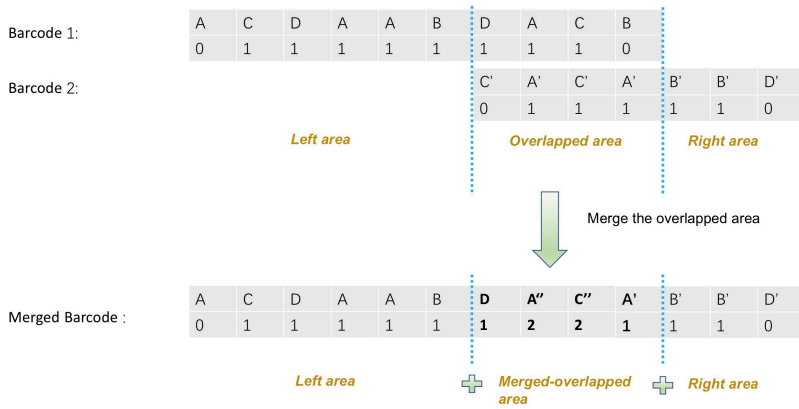 A C D A A B D A C B
Barcode 1:
0 1 1 1 1 1 1 1 1 0
C' A' C' A' B' B' D'
Barcode 2:
0 1 1 1 1 1 0
Left area Overlapped area Right area
Merge the overlapped area
A C D A A B D A'' C'' A' B' B' D'
Merged Barcode :
0 1 1 1 1 1 1 2 2 1 1 1 0
Left area Merged-overlapped Right area
area